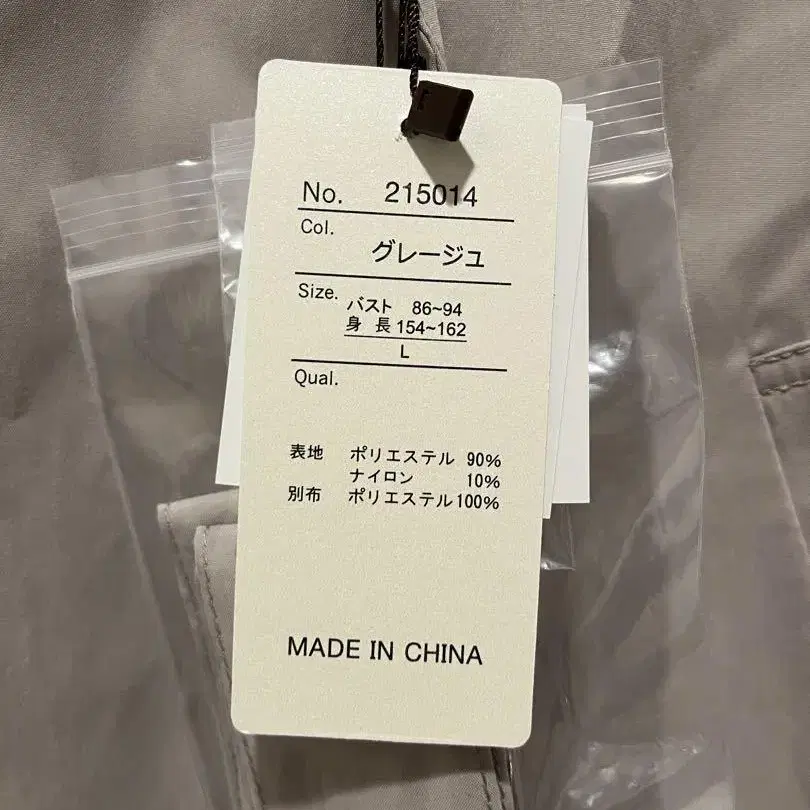 No. 215014
Col.
グレージュ
Size.
バスト 86~94
身長 154~162
L
Qual.
表地 ポリエステル 90%
ナイロン 10%
別布 ポリエステル 100%
MADE IN CHINA